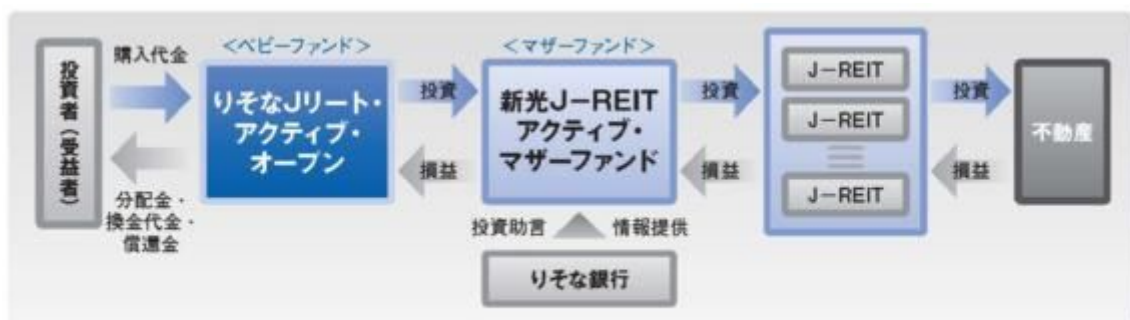 投資者（受益者）
購入代金
分配金・
換金代金・
償還金
＜ベビーファンド＞
りそなJリート・
アクティブ・
オープン
投資
損益
＜マザーファンド＞
新光J－REIT
アクティブ・
マザーファンド
投資助言
情報提供
りそな銀行
投資
損益
J－REIT
J－REIT
J－REIT
投資
損益
不動産